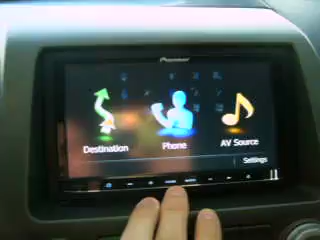 Pioneer
Destination
Phone
AV Source
Settings